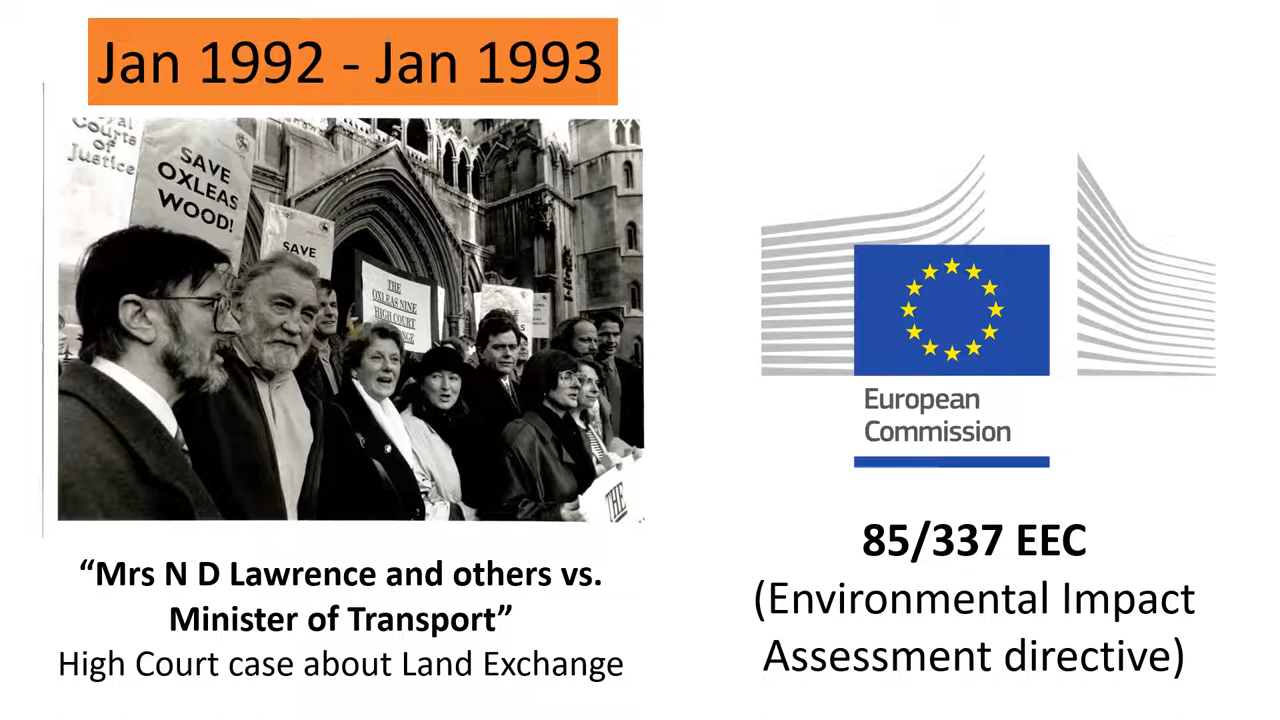 Jan 1992 - Jan 1993
Courts
of
Justice
SAVE
OXLEAS
WOOD!
SAVE
THE
OXLEAS NINE
HIGH COURT
THE
“Mrs N D Lawrence and others vs.
Minister of Transport”
High Court case about Land Exchange
European
Commission
85/337 EEC
(Environmental Impact
Assessment directive)